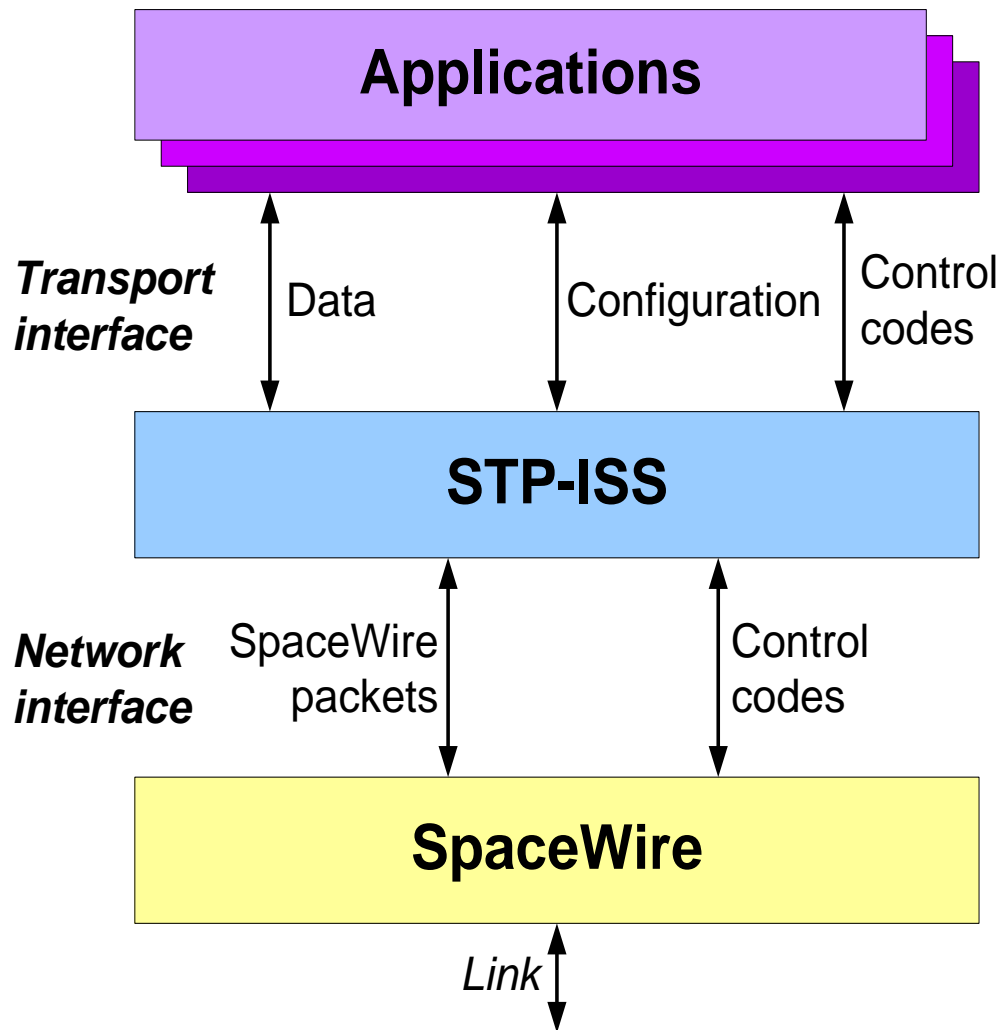 Applications
Transport
interface
Data
Configuration
Control
codes
STP-ISS
Network
interface
SpaceWire
packets
Control
codes
SpaceWire
Link